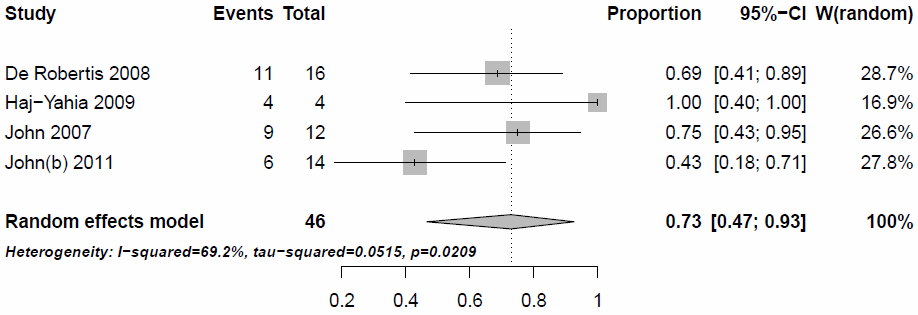 Study Events Total Proportion 95%−CI W(random)
De Robertis 2008 11 16 0.69 [0.41; 0.89] 28.7%
Haj−Yahia 2009 4 4 1.00 [0.40; 1.00] 16.9%
John 2007 9 12 0.75 [0.43; 0.95] 26.6%
John(b) 2011 6 14 0.43 [0.18; 0.71] 27.8%
Random effects model 46 0.73 [0.47; 0.93] 100%
Heterogeneity: I−squared=69.2%, tau−squared=0.0515, p=0.0209
0.2 0.4 0.6 0.8 1